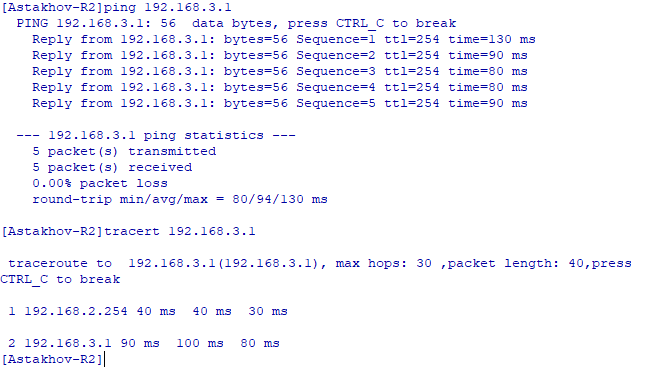 [Astakhov-R2]ping 192.168.3.1
PING 192.168.3.1: 56  data bytes, press CTRL_C to break
Reply from 192.168.3.1: bytes=56 Sequence=1 ttl=254 time=130 ms
Reply from 192.168.3.1: bytes=56 Sequence=2 ttl=254 time=90 ms
Reply from 192.168.3.1: bytes=56 Sequence=3 ttl=254 time=80 ms
Reply from 192.168.3.1: bytes=56 Sequence=4 ttl=254 time=80 ms
Reply from 192.168.3.1: bytes=56 Sequence=5 ttl=254 time=90 ms
--- 192.168.3.1 ping statistics ---
5 packet(s) transmitted
5 packet(s) received
0.00% packet loss
round-trip min/avg/max = 80/94/130 ms
[Astakhov-R2]tracert 192.168.3.1
traceroute to  192.168.3.1(192.168.3.1), max hops: 30 ,packet length: 40,press
CTRL_C to break
1 192.168.2.254 40 ms  40 ms  30 ms
2 192.168.3.1 90 ms  100 ms  80 ms
[Astakhov-R2]